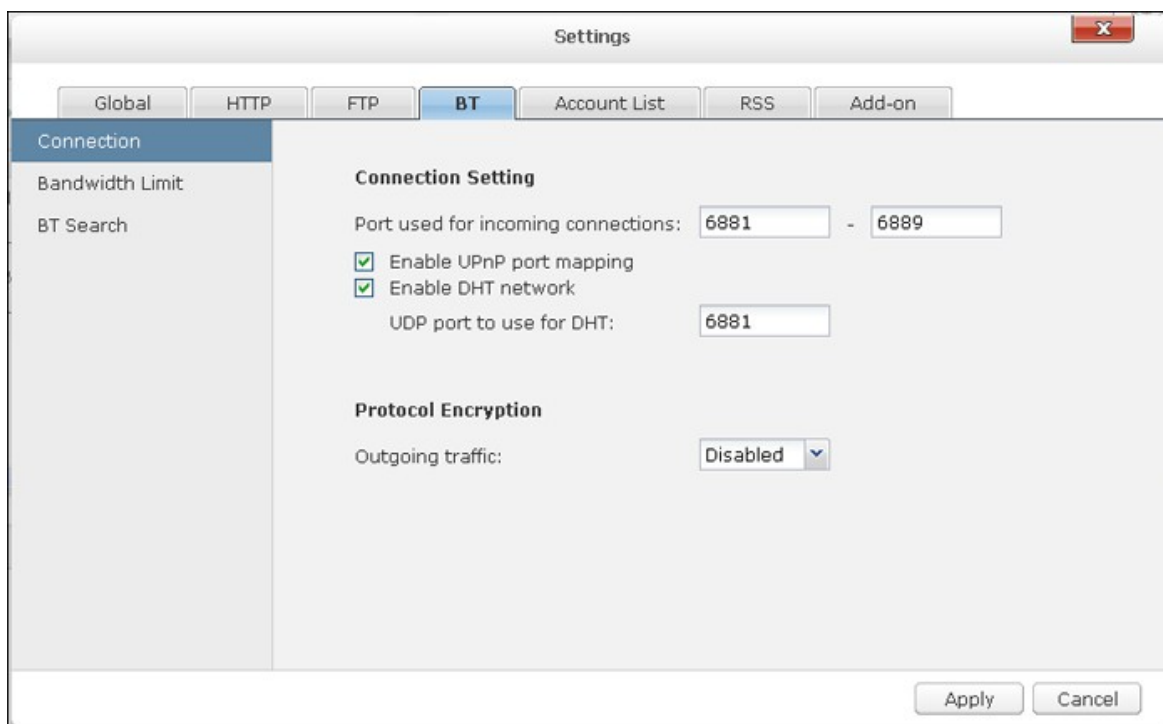 Settings
X
Global HTTP FTP BT Account List RSS Add-on
Connection
Bandwidth Limit
BT Search
Connection Setting
Port used for incoming connections: 6881 - 6889
Enable UPnP port mapping
Enable DHT network
UDP port to use for DHT: 6881
Protocol Encryption
Outgoing traffic: Disabled
Apply Cancel